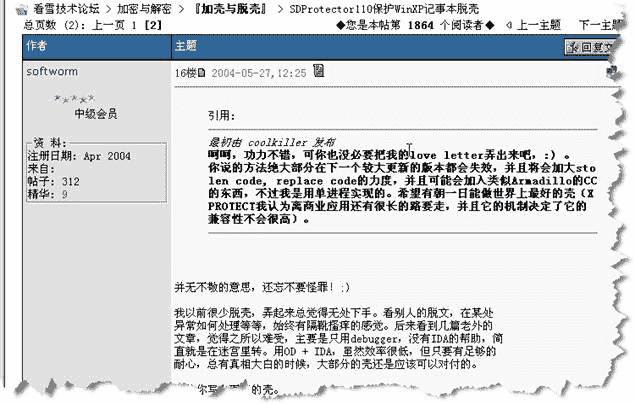 看雪技术论坛 > 加密与解密 > 『加壳与脱壳』 > SDProtector110保护WinXP记事本脱壳
总页数 (2): 上一页 1 [2]
◆您是本帖第 1864 个阅读者◆ 上一主题 下一主题
作者 主题 回复文
softworm
中级会员
资 料:
注册日期: Apr 2004
来自:
帖子: 312
精华: 9
16楼 2004-05-27,12:25
引用:
最初由 coolkiller 发布
呵呵，功力不错，可你也没必要把我的love letter弄出来吧，:) 。
你说的方法绝大部分在下一个较大更新的版本都会失效，并且将会加大sto
len code, replace code的力度，并且可能会加入类似Armadillo的CC
的东西，不过我是用单进程实现的。希望有朝一日能做世界上最好的壳（X
PROTECT我认为离商业应用还有很长的路要走，并且它的机制决定了它的
兼容性不会很高）。
并无不敬的意思，还忘不要怪罪! ;)
我以前很少脱壳，弄起来总觉得无处下手。看别人的脱文，在某处
异常如何处理等等，始终有隔靴搔痒的感觉。后来看到几篇老外的
文章，觉得之所以难受，主要是只用debugger，没有IDA的帮助，简
直就是在迷宫里转。用OD + IDA，虽然效率很低，但只要有足够的
耐心，总有真相大白的时候，大部分的壳还是应该可以对付的。
的壳。